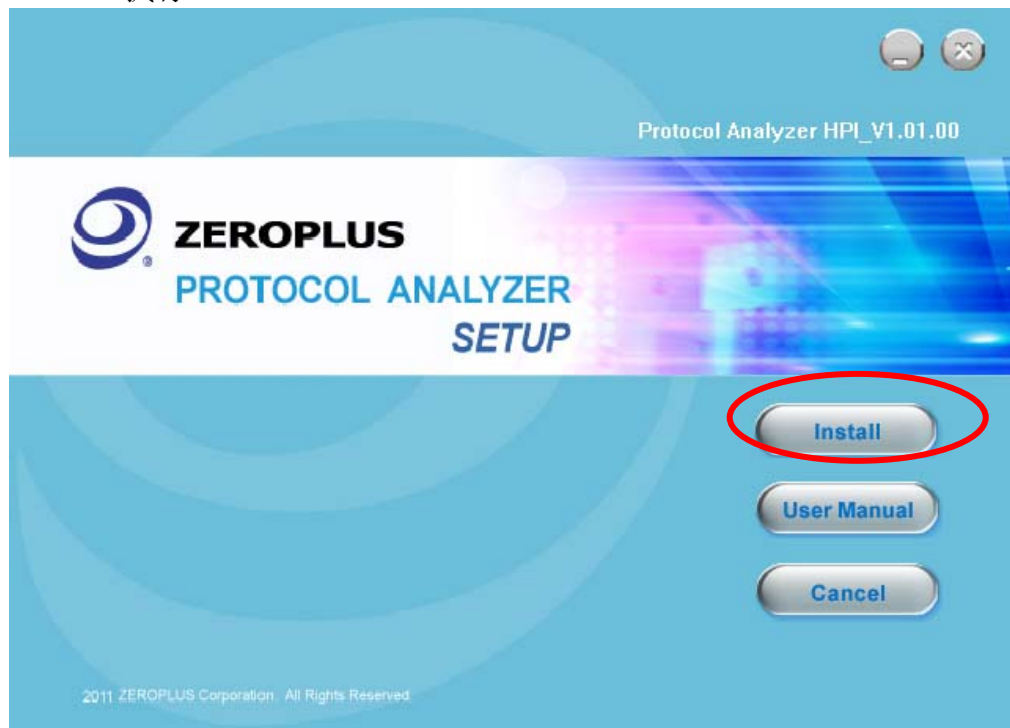 Protocol Analyzer HPI_V1.01.00
ZEROPLUS
PROTOCOL ANALYZER
SETUP
Install
User Manual
Cancel
2011 ZEROPLUS Corporation. All Rights Reserved.